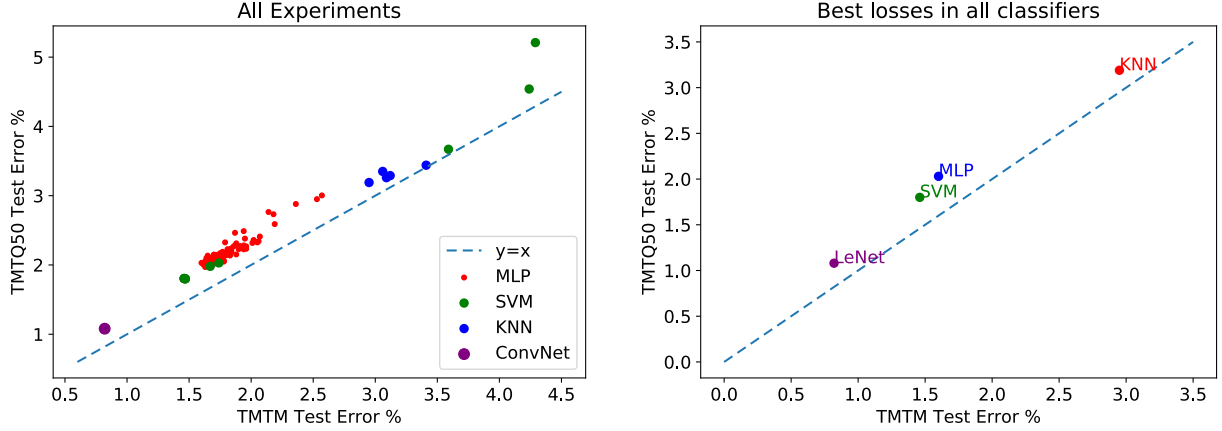 All Experiments
TMTQ50 Test Error %
5
4
3
2
1
y=x
MLP
SVM
KNN
ConvNet
0.5 1.0 1.5 2.0 2.5 3.0 3.5 4.0 4.5
TMTM Test Error %
Best losses in all classifiers
TMTQ50 Test Error %
3.5
3.0
2.5
2.0
1.5
1.0
0.5
0.0
KNN
MLP
SVM
LeNet
0.0 0.5 1.0 1.5 2.0 2.5 3.0 3.5
TMTM Test Error %